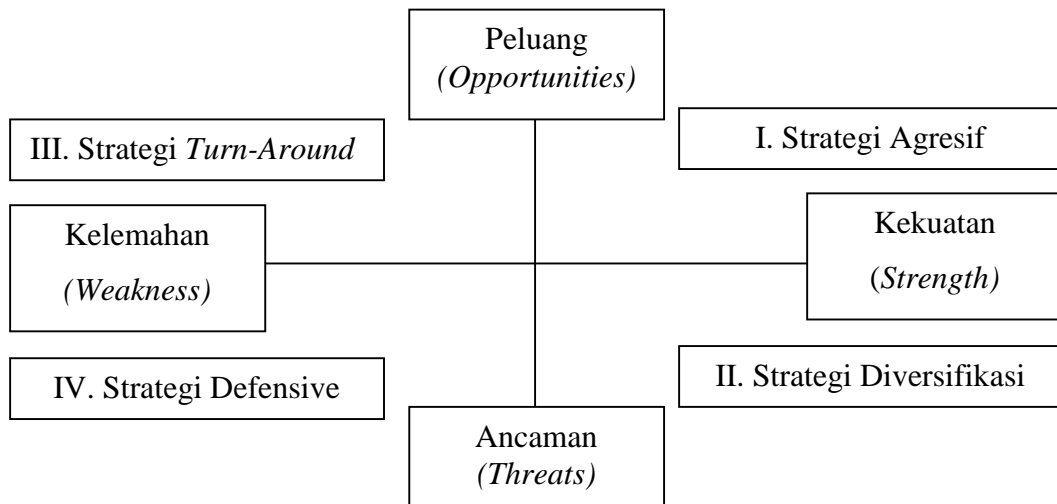 Peluang
(Opportunities)
III. Strategi Turn-Around
I. Strategi Agresif
Kelemahan
(Weakness)
Kekuatan
(Strength)
IV. Strategi Defensive
II. Strategi Diversifikasi
Ancaman
(Threats)